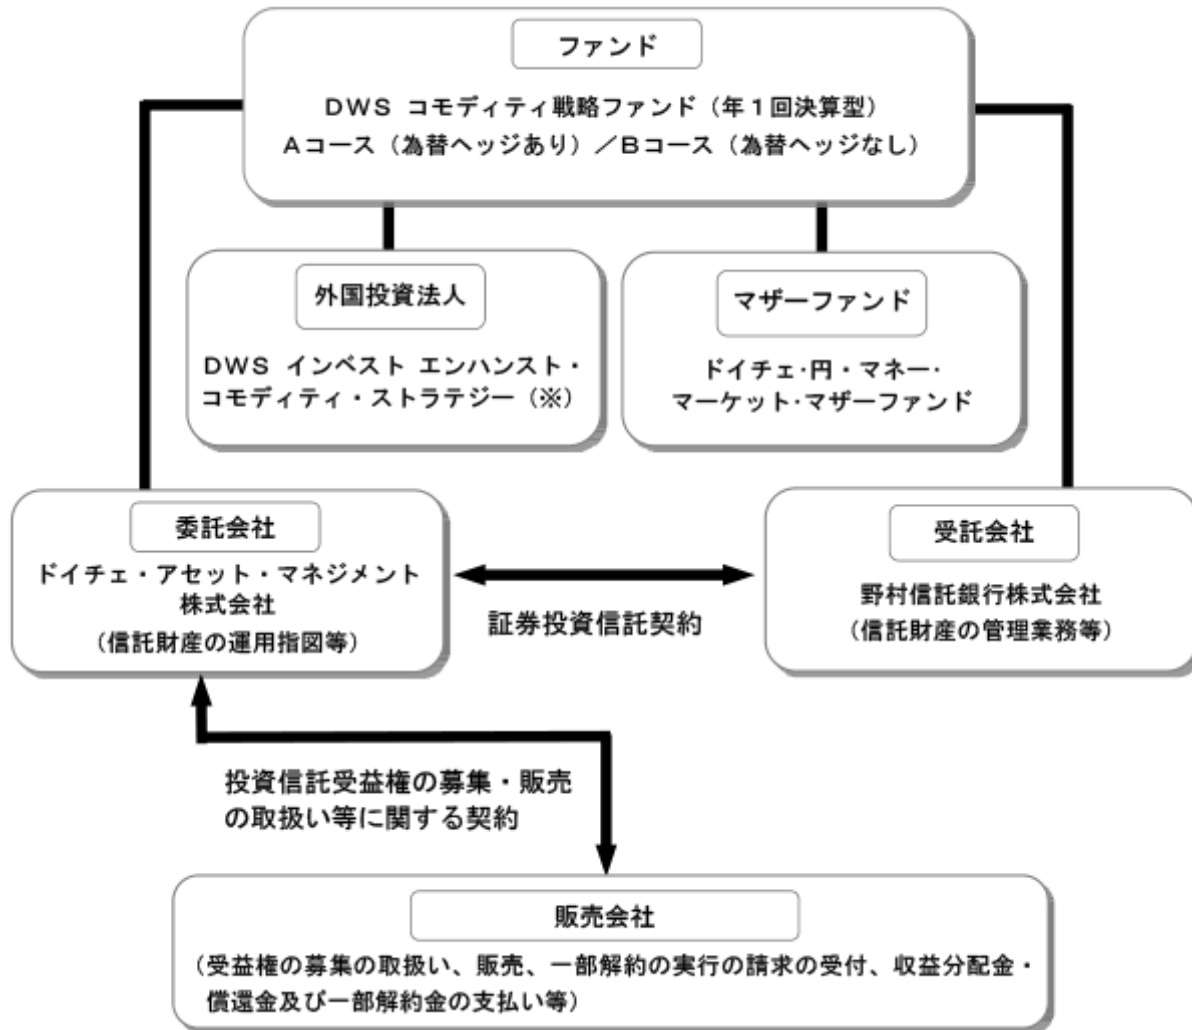 ファンド
DWS コモディティ戦略ファンド（年１回決算型）
Aコース（為替ヘッジあり）／Bコース（為替ヘッジなし）
外国投資法人
DWS インベスト エンハンスト・
コモディティ・ストラテジー（※）
マザーファンド
ドイチェ・円・マネー・
マーケット・マザーファンド
委託会社
ドイチェ・アセット・マネジメント
株式会社
（信託財産の運用指図等）
証券投資信託契約
受託会社
野村信託銀行株式会社
（信託財産の管理業務等）
投資信託受益権の募集・販売
の取扱い等に関する契約
販売会社
（受益権の募集の取扱い、販売、一部解約の実行の請求の受付、収益分配金・
償還金及び一部解約金の支払い等）